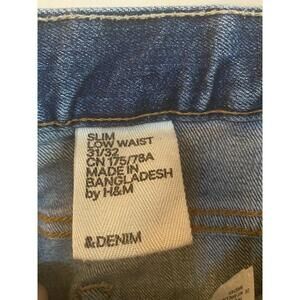 SLIM
LOW WAIST
31/32
CN 175/78A
MADE IN
BANGLADESH
by H&M
&DENIM